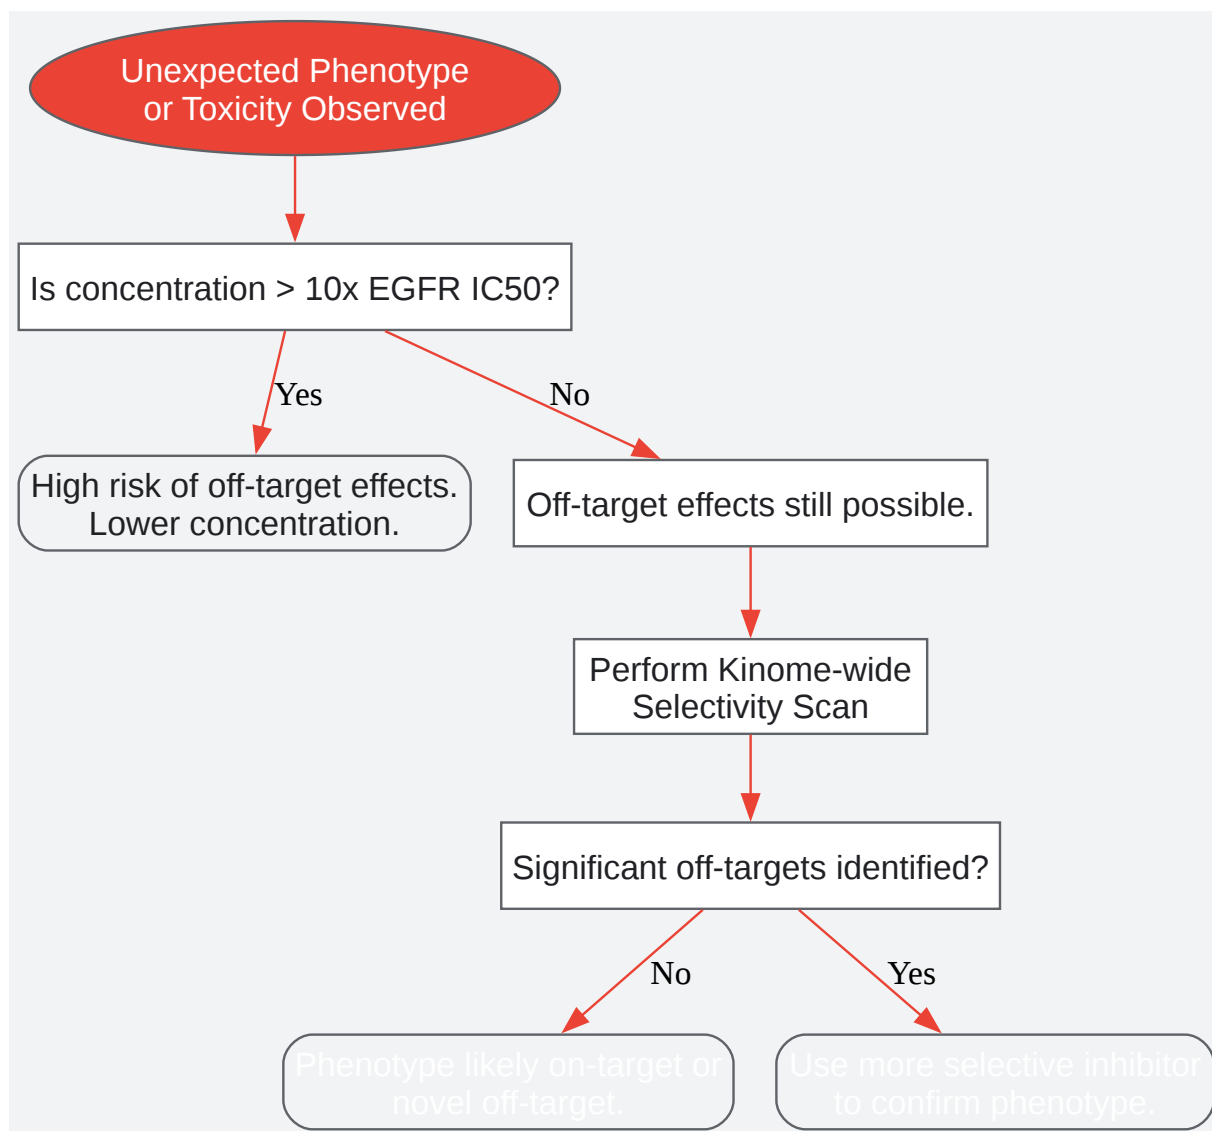 Unexpected Phenotype
or Toxicity Observed
Is concentration > 10x EGFR IC50?
Yes
No
High risk of off-target effects.
Lower concentration.
Off-target effects still possible.
Perform Kinome-wide
Selectivity Scan
Significant off-targets identified?
No
Yes
Phenotype likely on-target or
novel off-target.
Use more selective inhibitor
to confirm phenotype.